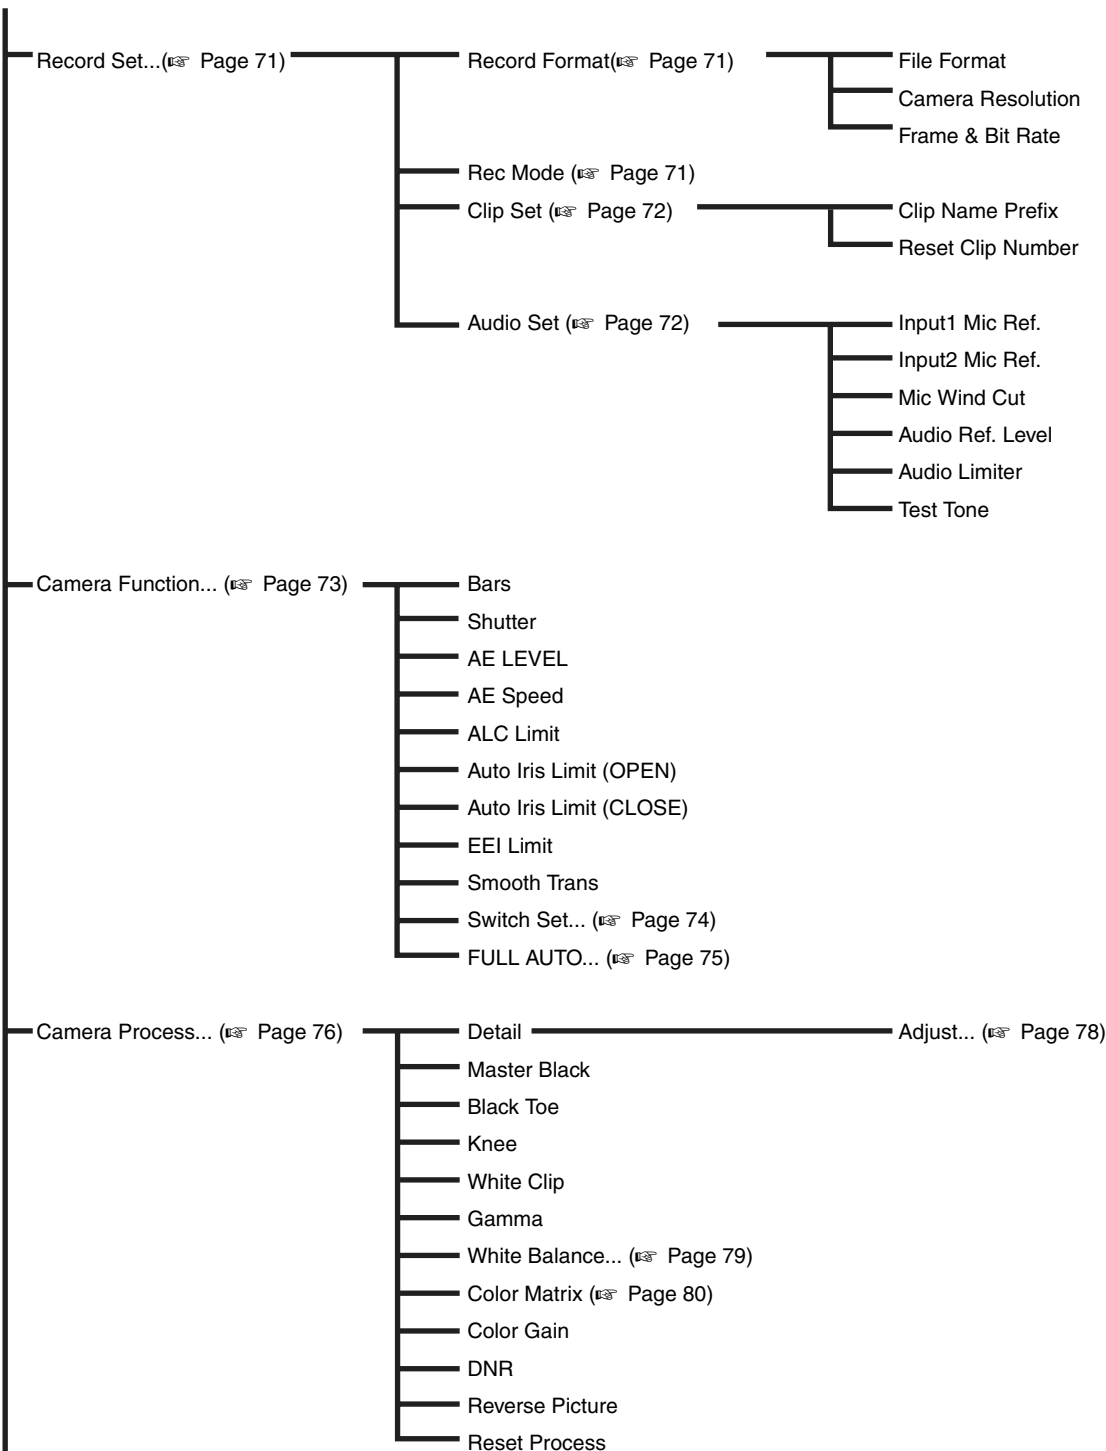 Record Set...(☞ Page 71)
Record Format(☞ Page 71)
File Format
Camera Resolution
Frame & Bit Rate
Rec Mode (☞ Page 71)
Clip Set (☞ Page 72)
Clip Name Prefix
Reset Clip Number
Audio Set (☞ Page 72)
Input1 Mic Ref.
Input2 Mic Ref.
Mic Wind Cut
Audio Ref. Level
Audio Limiter
Test Tone
Camera Function... (☞ Page 73)
Bars
Shutter
AE LEVEL
AE Speed
ALC Limit
Auto Iris Limit (OPEN)
Auto Iris Limit (CLOSE)
EEI Limit
Smooth Trans
Switch Set... (☞ Page 74)
FULL AUTO... (☞ Page 75)
Camera Process... (☞ Page 76)
Detail
Adjust... (☞ Page 78)
Master Black
Black Toe
Knee
White Clip
Gamma
White Balance... (☞ Page 79)
Color Matrix (☞ Page 80)
Color Gain
DNR
Reverse Picture
Reset Process